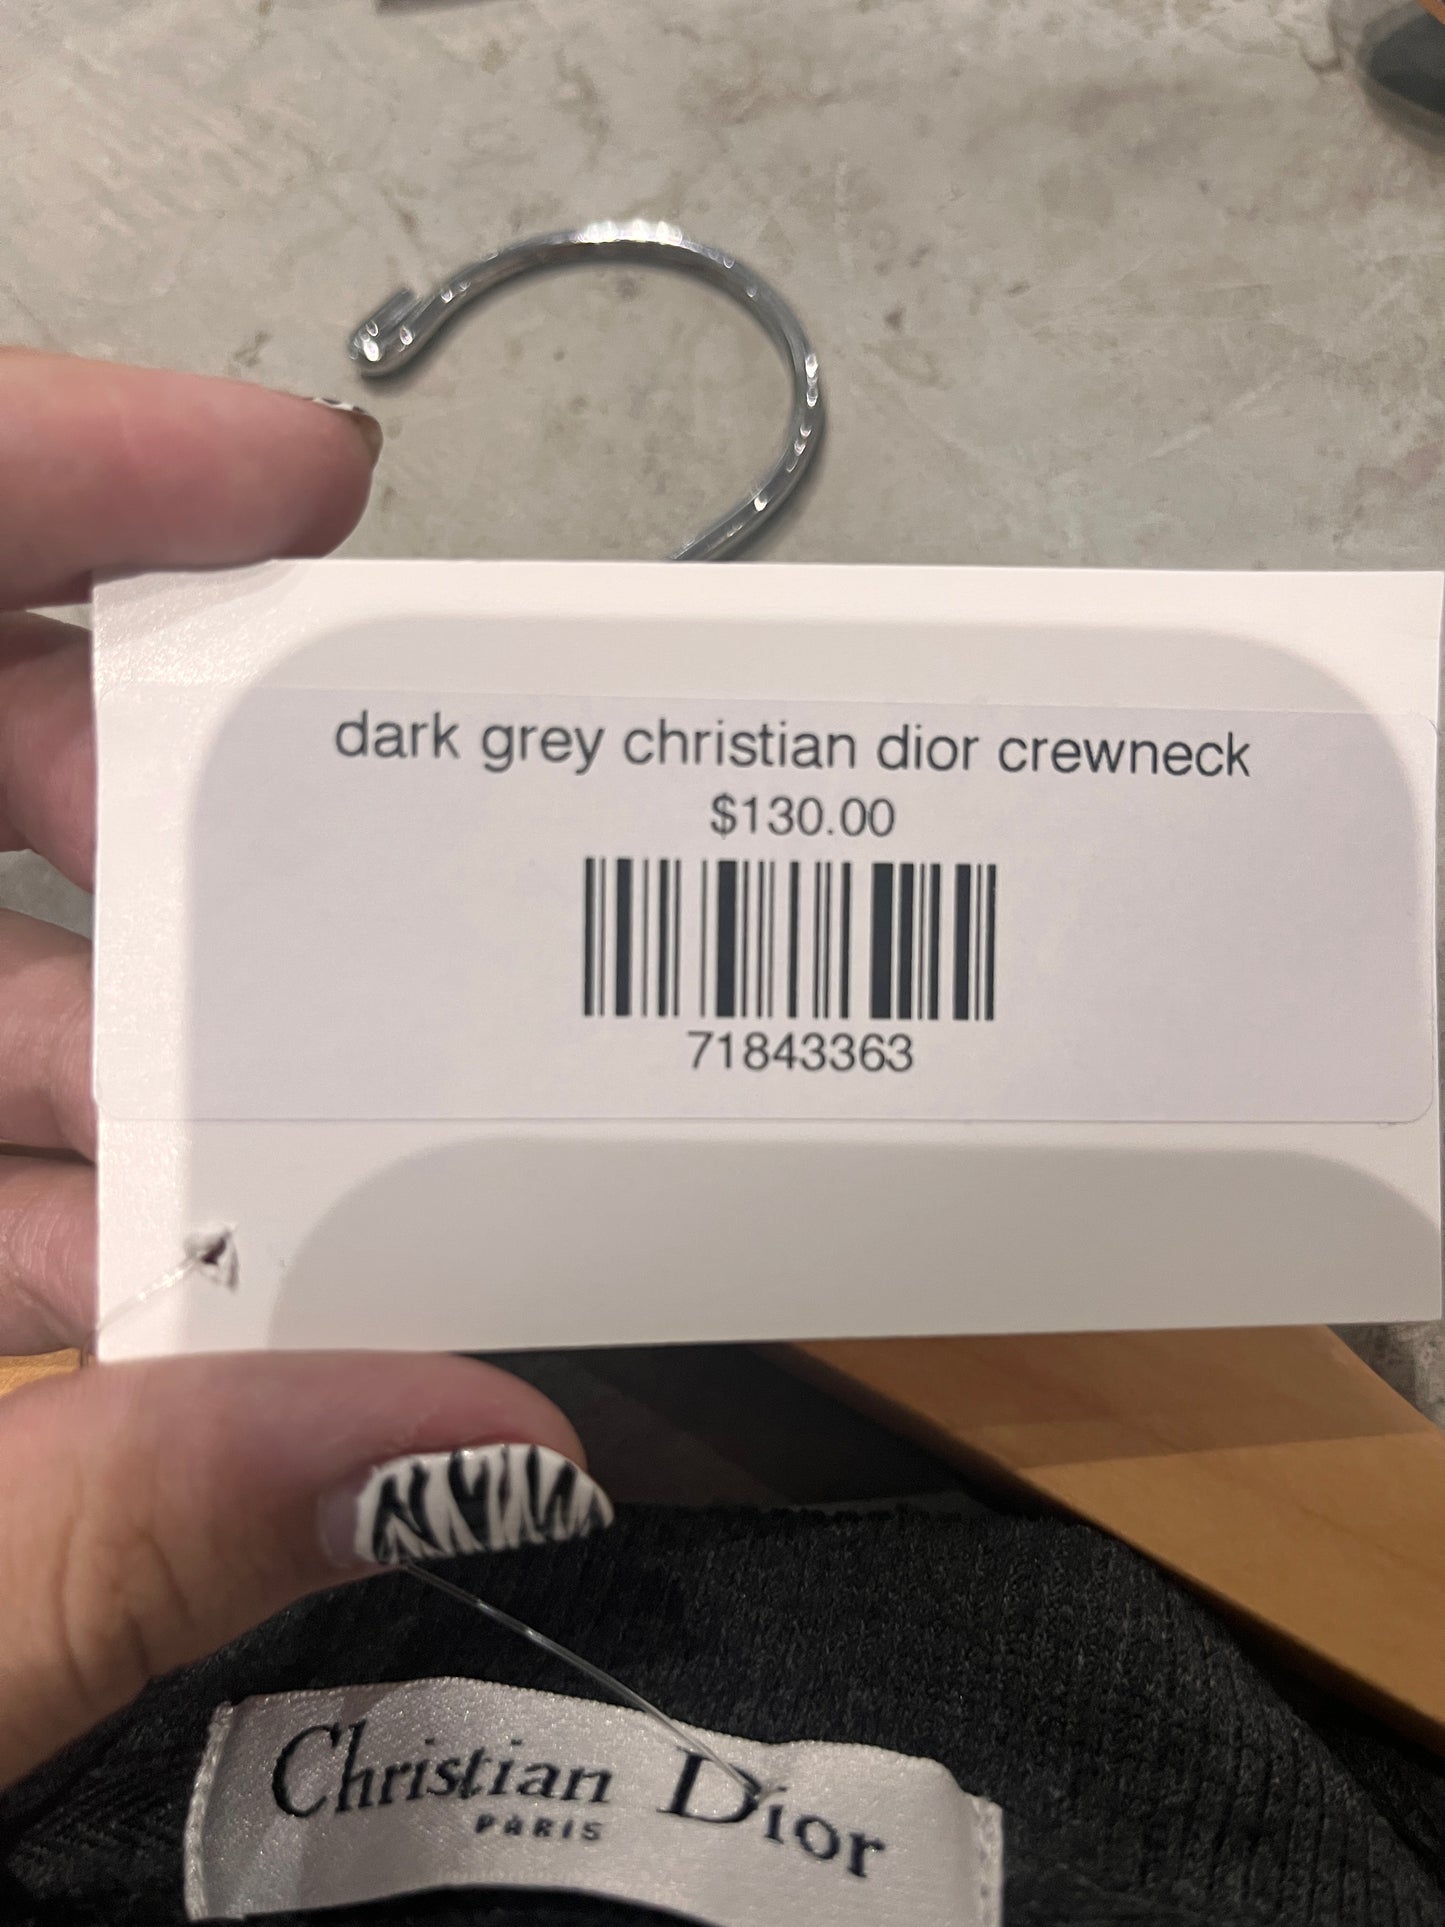 dark grey christian dior crewneck
$130.00
71843363
Christian Dior
PARIS